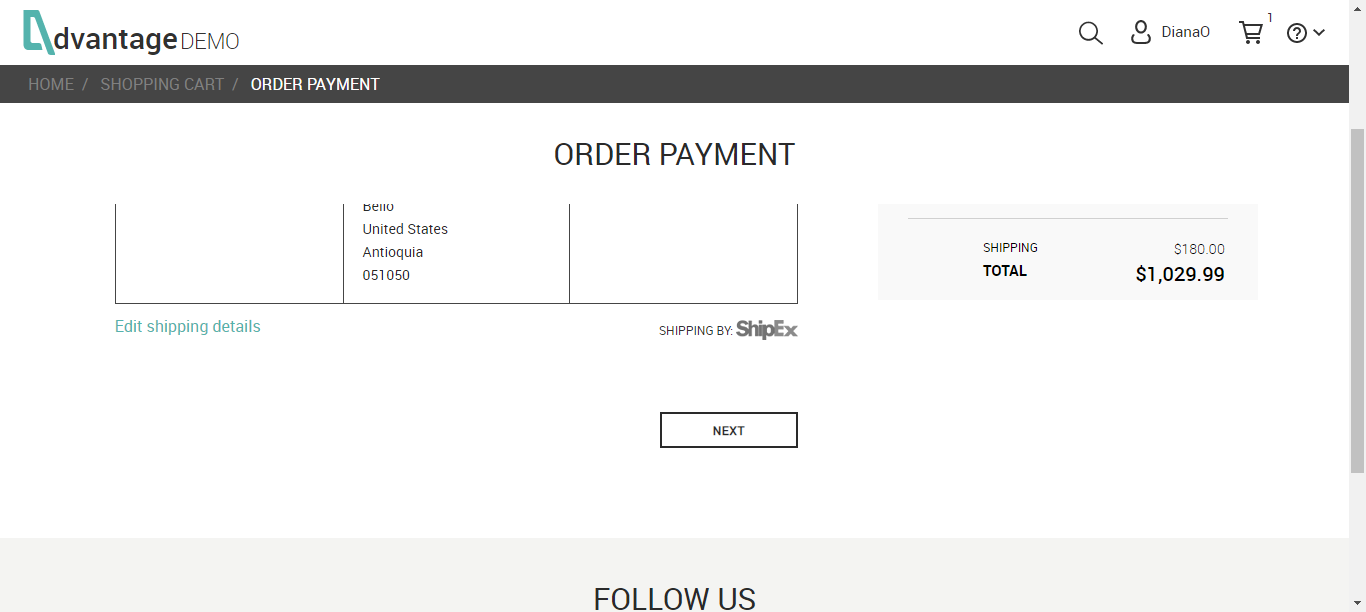 dvantage DEMO
DianaO
1
HOME / SHOPPING CART / ORDER PAYMENT
ORDER PAYMENT
Bello
United States
Antioquia
051050
Edit shipping details
SHIPPING BY: ShipEx
NEXT
SHIPPING $180.00
TOTAL $1,029.99
FOLLOW US